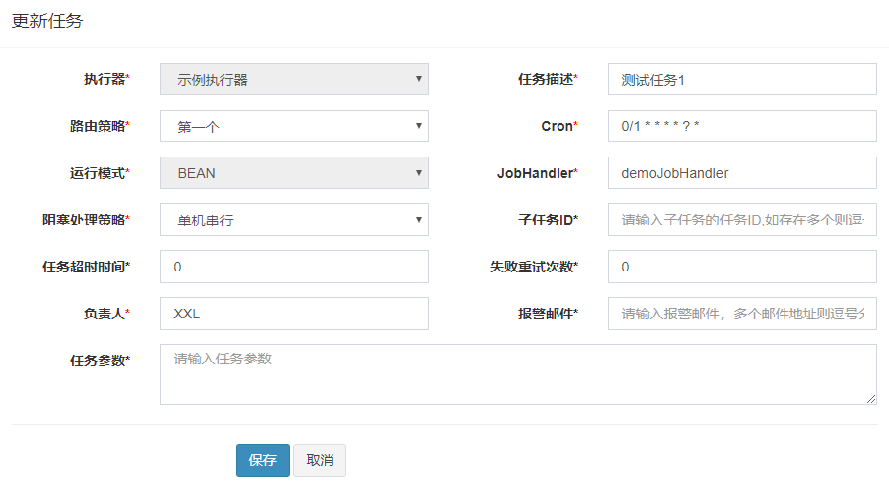 更新任务
执行器* 示例执行器 任务描述* 测试任务1
路由策略* 第一个 Cron* 0/1 * * * * ? *
运行模式* BEAN JobHandler* demoJobHandler
阻塞处理策略* 单机串行 子任务ID* 请输入子任务的任务ID,如存在多个则逗
任务超时时间* 0 失败重试次数* 0
负责人* XXL 报警邮件* 请输入报警邮件，多个邮件地址则逗号分
任务参数* 请输入任务参数
保存 取消